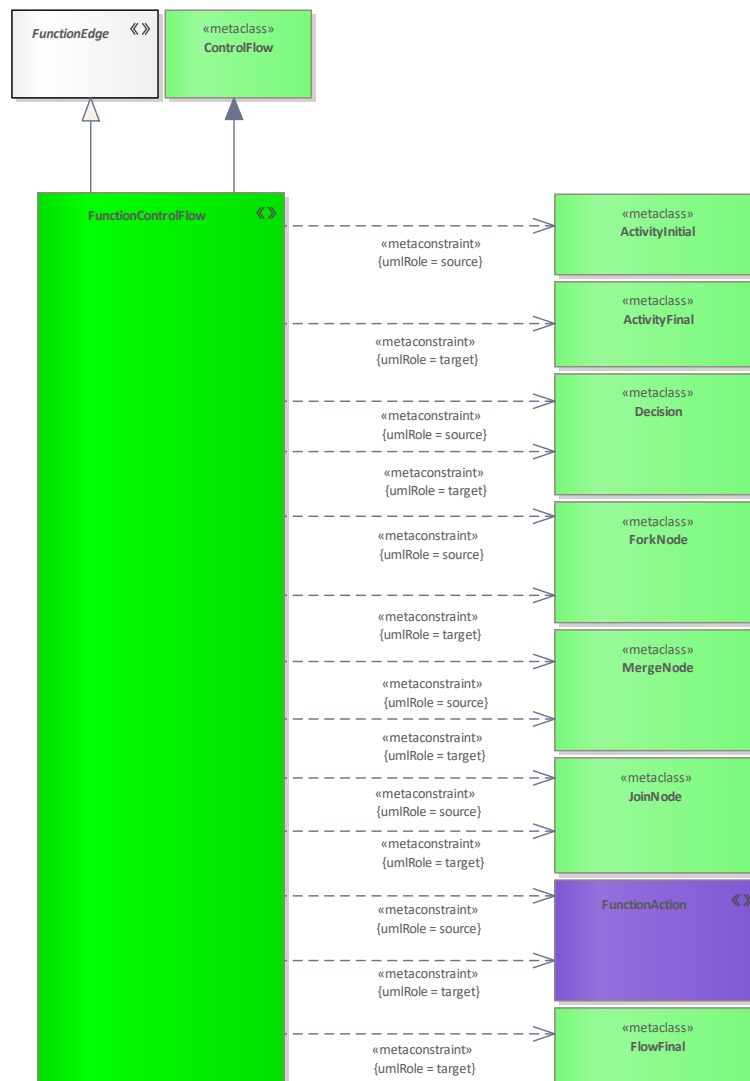 FunctionEdge
«»
«metaclass»
ControlFlow
FunctionControlFlow
«»
«metaconstraint»
{umlRole = source}
«metaclass»
ActivityInitial
«metaconstraint»
{umlRole = target}
«metaclass»
ActivityFinal
«metaconstraint»
{umlRole = source}
«metaconstraint»
{umlRole = target}
«metaclass»
Decision
«metaconstraint»
{umlRole = source}
«metaconstraint»
{umlRole = target}
«metaclass»
ForkNode
«metaconstraint»
{umlRole = source}
«metaconstraint»
{umlRole = target}
«metaclass»
MergeNode
«metaconstraint»
{umlRole = source}
«metaconstraint»
{umlRole = target}
«metaclass»
JoinNode
«metaconstraint»
{umlRole = source}
«metaconstraint»
{umlRole = target}
FunctionAction
«»
«metaconstraint»
{umlRole = target}
«metaclass»
FlowFinal